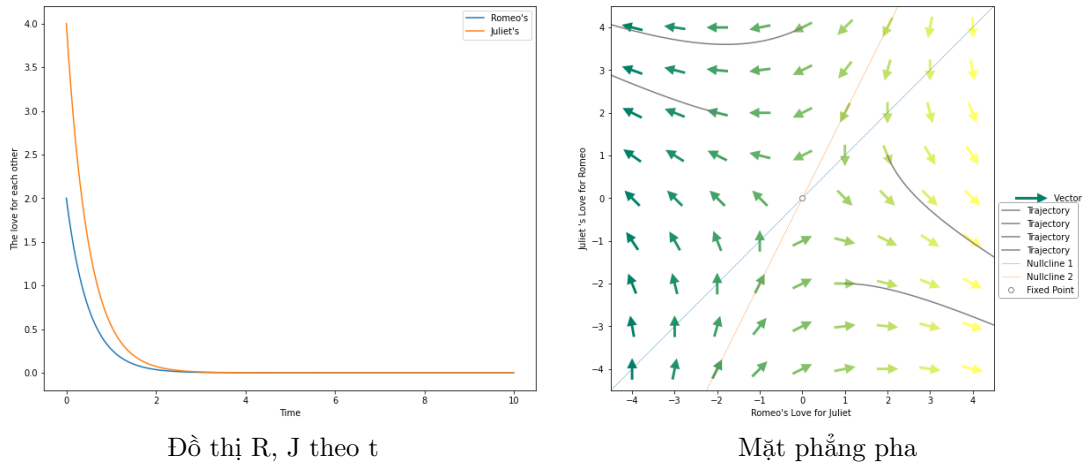 Romeo's
Juliet's
The love for each other
4.0
3.5
3.0
2.5
2.0
1.5
1.0
0.5
0.0
0 2 4 6 8 10
Time
Đồ thị R, J theo t
Juliet 's Love for Romeo
4
3
2
1
0
−1
−2
−3
−4
−4 −3 −2 −1 0 1 2 3 4
Romeo's Love for Juliet
Vector
Trajectory
Trajectory
Trajectory
Trajectory
Nullcline 1
Nullcline 2
Fixed Point
Mặt phẳng pha